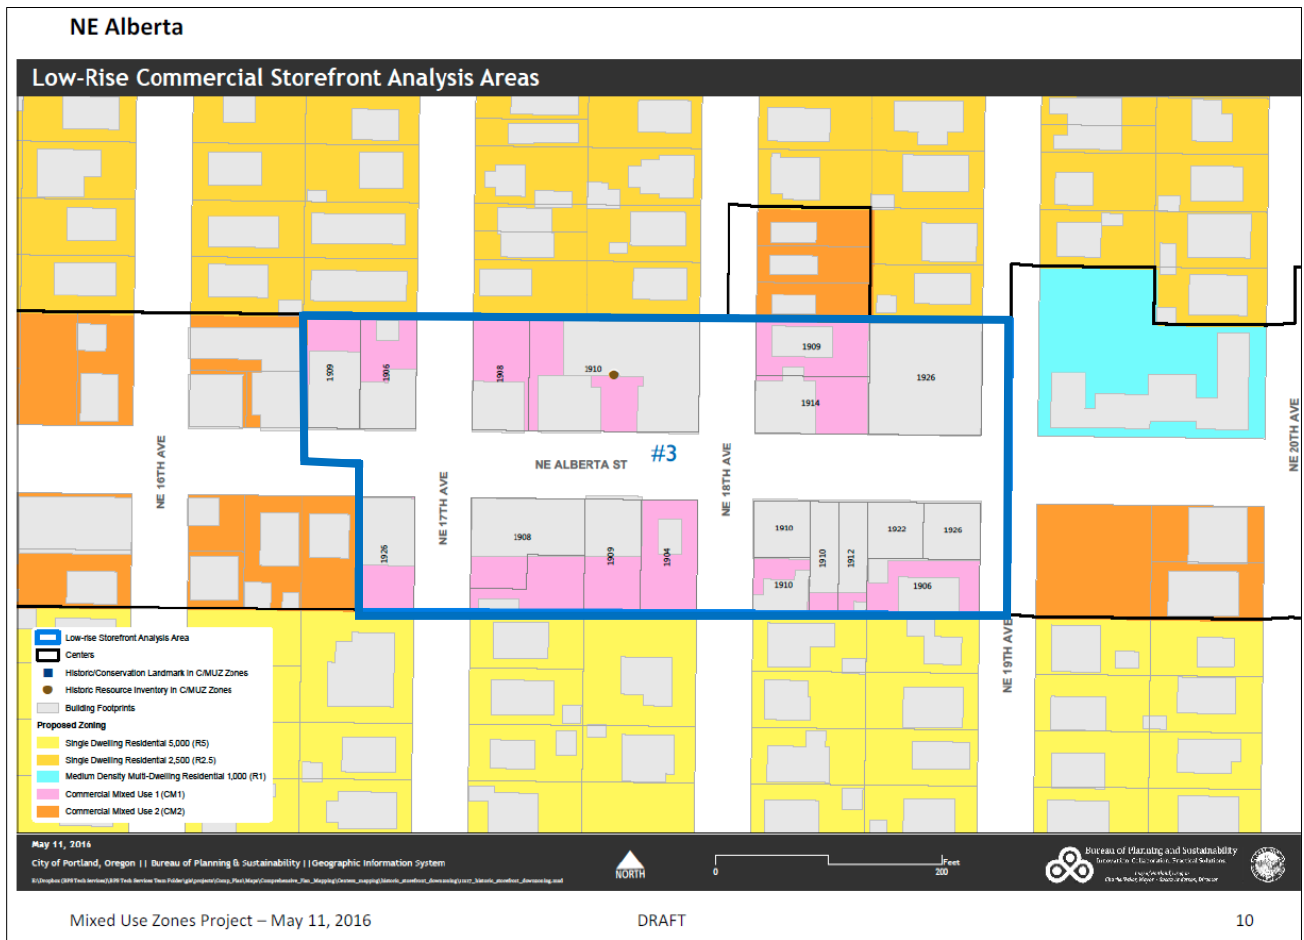 NE Alberta
Low-Rise Commercial Storefront Analysis Areas
1909
1906
1908
1910
1909
1914
1926
#3
NE ALBERTA ST
NE 16TH AVE
NE 17TH AVE
NE 18TH AVE
NE 19TH AVE
NE 20TH AVE
1926
1908
1909
1904
1910
1910
1910
1912
1922
1926
1906
Low-rise Storefront Analysis Area
Centers
Historic/Conservation Landmark in C/MUZ Zones
Historic Resource Inventory in C/MUZ Zones
Building Footprints
Proposed Zoning
Single Dwelling Residential 5,000 (R5)
Single Dwelling Residential 2,500 (R2.5)
Medium Density Multi-Dwelling Residential 1,000 (R1)
Commercial Mixed Use 1 (CM1)
Commercial Mixed Use 2 (CM2)
May 11, 2016
City of Portland, Oregon || Bureau of Planning & Sustainability ||Geographic Information System
NORTH
0
200
Feet
Bureau of Planning and Sustainability
Innovation. Collaboration. Practical Solutions.
Mixed Use Zones Project – May 11, 2016
DRAFT
10